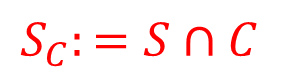 S_C := S ∩ C